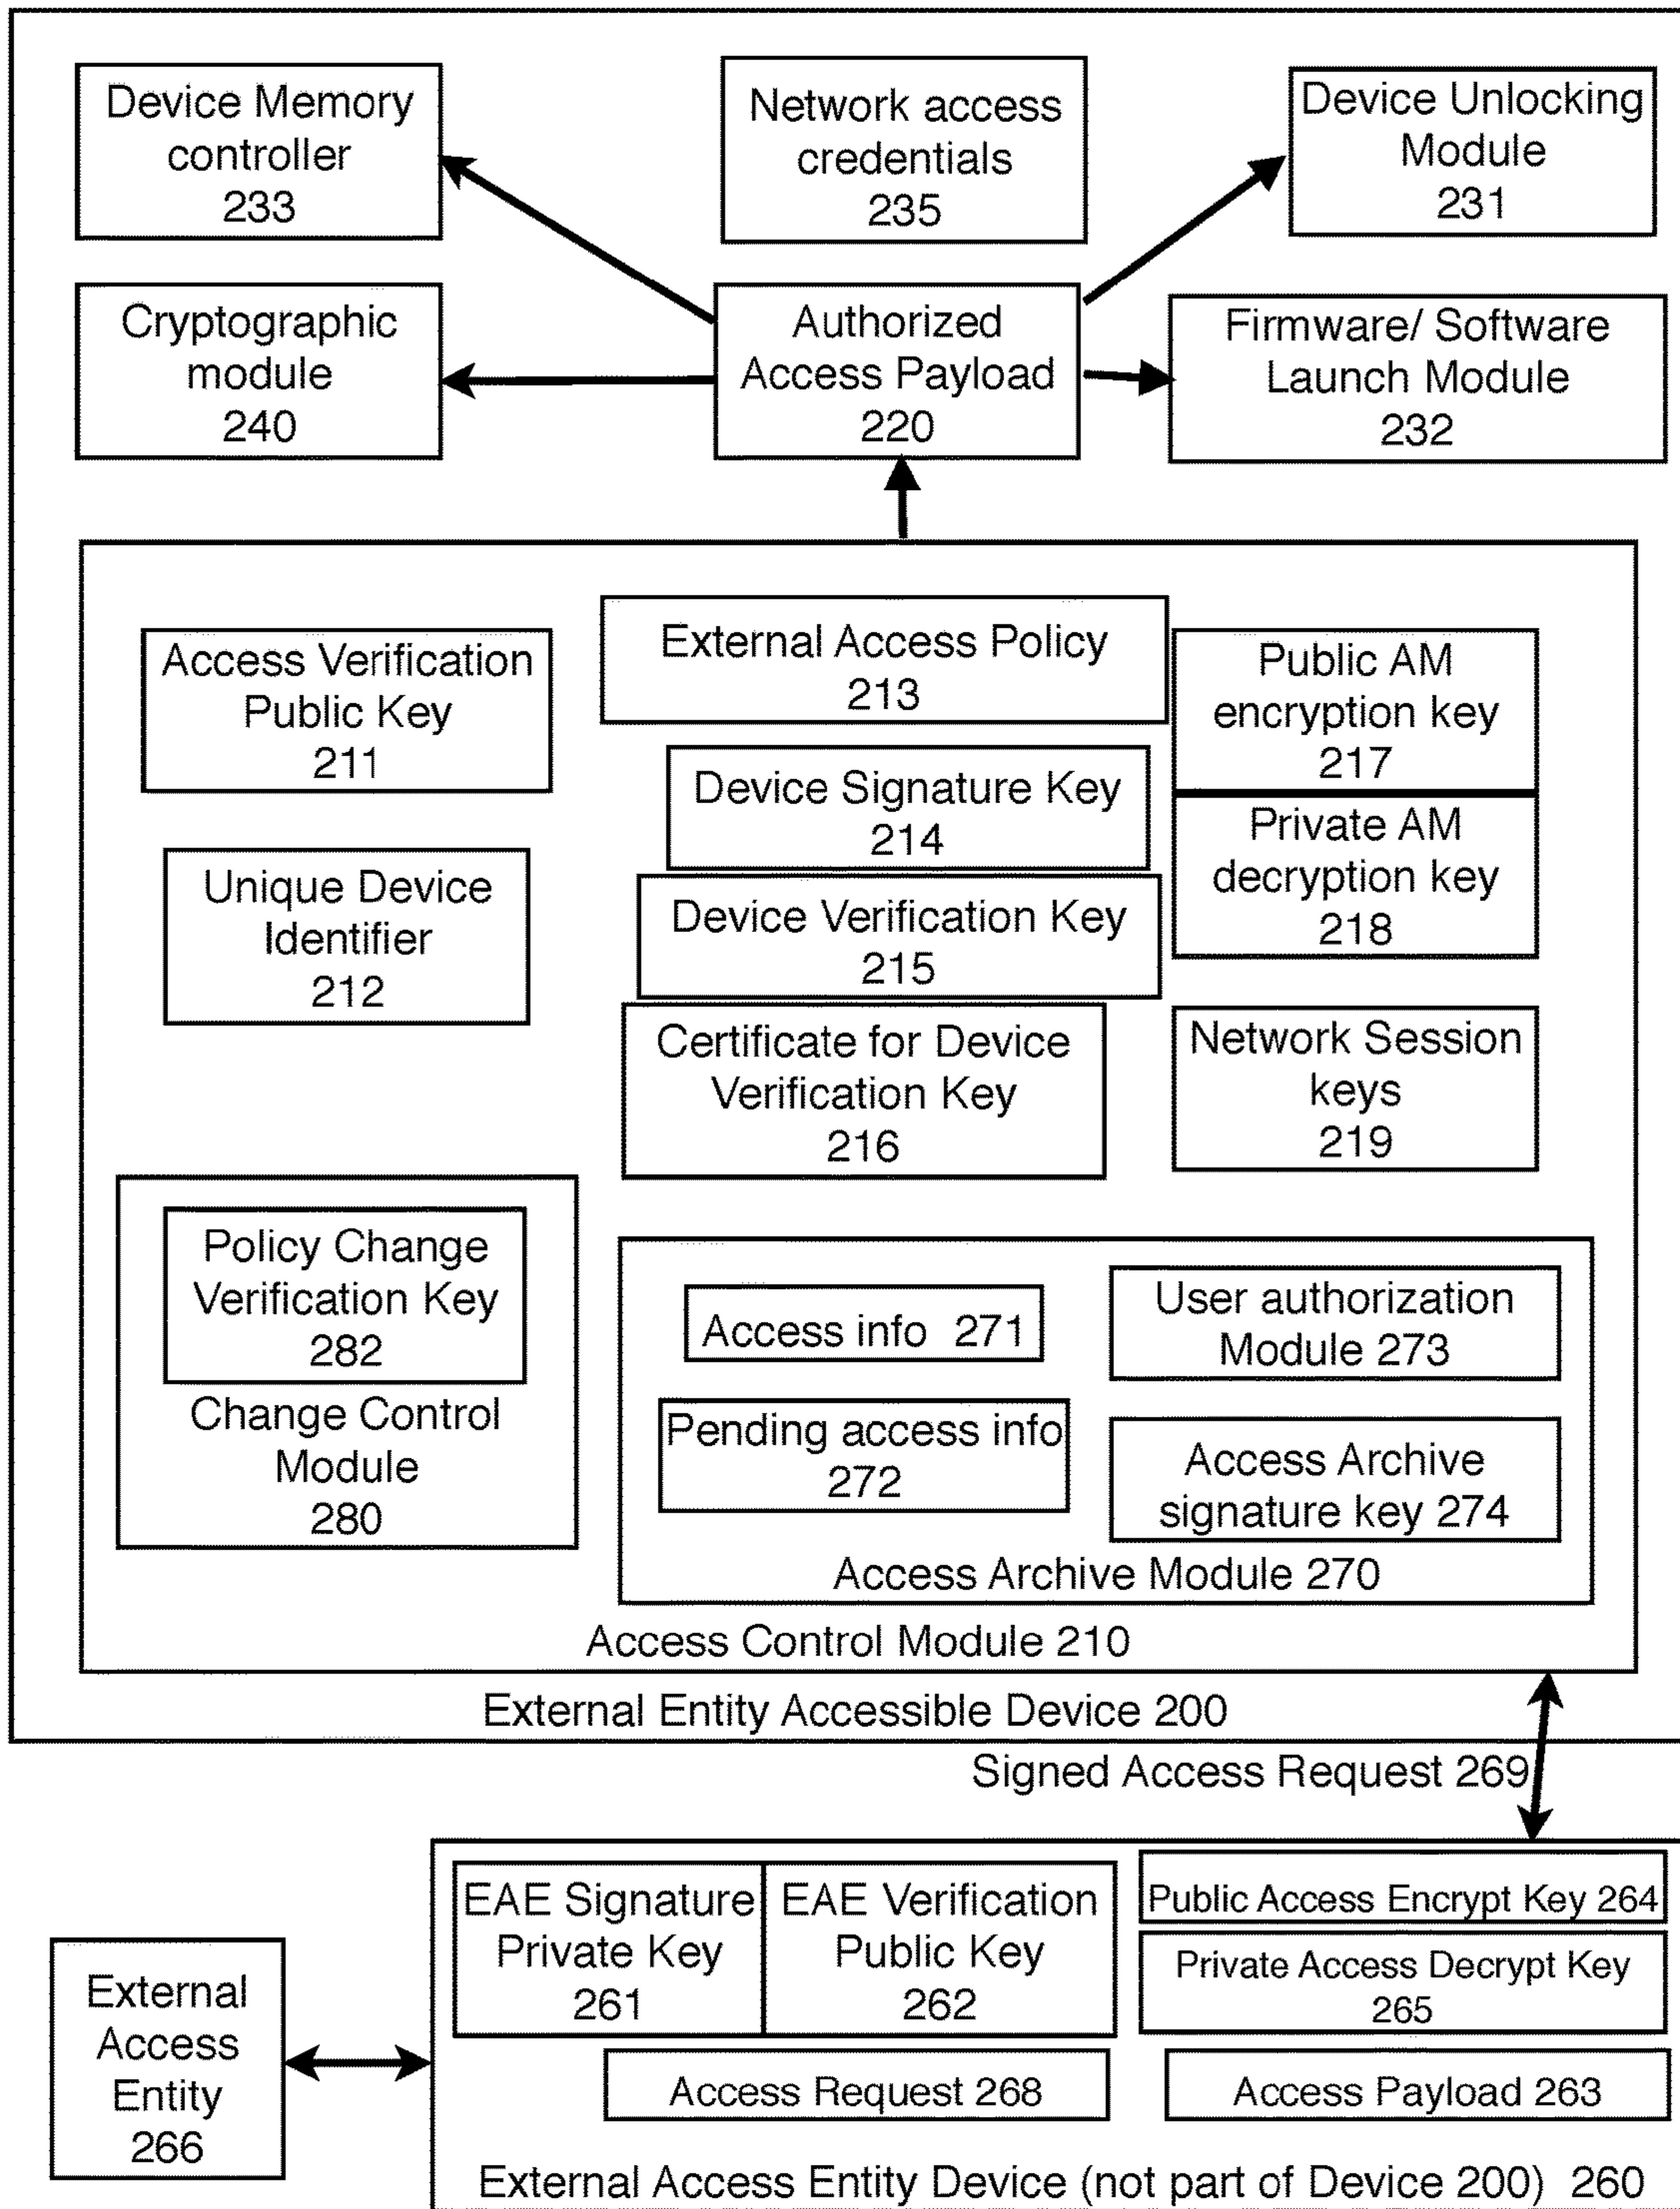 Device Memory
controller
233
Network access
credentials
235
Device Unlocking
Module
231
Cryptographic
module
240
Authorized
Access Payload
220
Firmware/ Software
Launch Module
232
Access Verification
Public Key
211
External Access Policy
213
Public AM
encryption key
217
Device Signature Key
214
Private AM
decryption key
218
Unique Device
Identifier
212
Device Verification Key
215
Certificate for Device
Verification Key
216
Network Session
keys
219
Policy Change
Verification Key
282
Change Control
Module
280
Access info 271
User authorization
Module 273
Pending access info
272
Access Archive
signature key 274
Access Archive Module 270
Access Control Module 210
External Entity Accessible Device 200
Signed Access Request 269
EAE Signature
Private Key
261
EAE Verification
Public Key
262
Public Access Encrypt Key 264
Private Access Decrypt Key
265
External
Access
Entity
266
Access Request 268
Access Payload 263
External Access Entity Device (not part of Device 200) 260